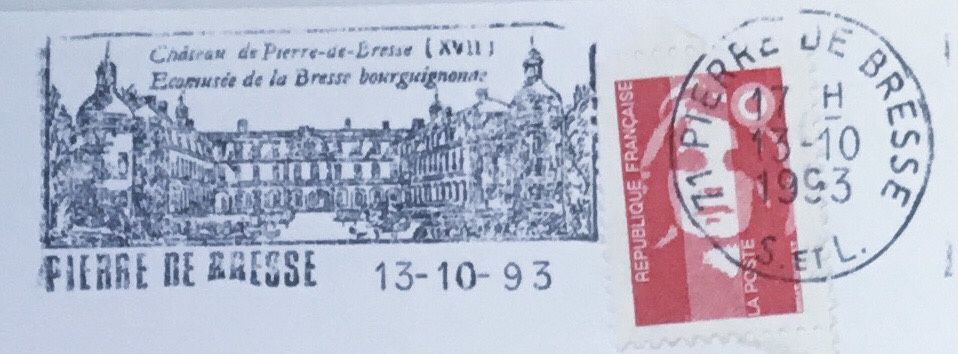 Château de Pierre-de-Bresse (XVII)
Ecomusée de la Bresse bourguignonne
PIERRE DE BRESSE 13-10-93
RÉPUBLIQUE FRANÇAISE
LA POSTE
71 PIERRE DE BRESSE
17 H
13-10
1993
S. ET L.